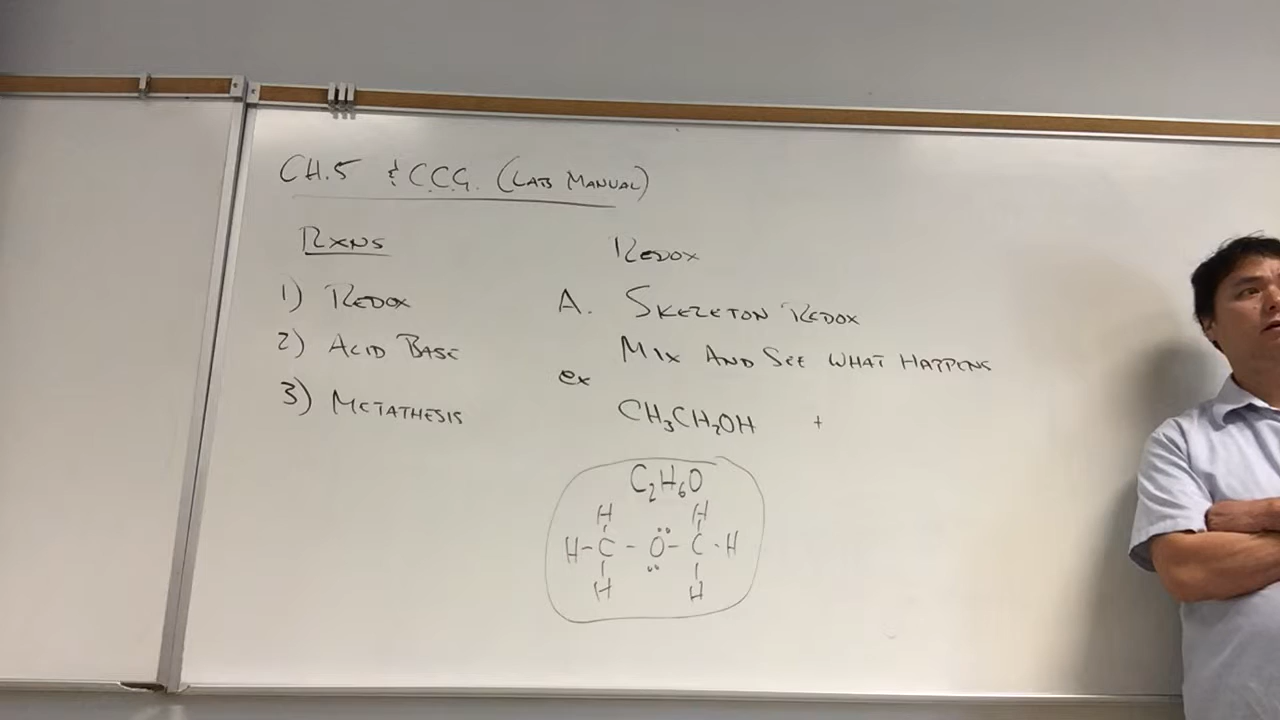 CH.5 & C.C.G. (LAB MANUAL)
RXNS
1) REDOX
2) ACID BASE
3) METATHESIS
REDOX
A. SKELETON REDOX
MIX AND SEE WHAT HAPPENS
ex
CH₃CH₂OH +
C₂H₆O
H H
H-C-O-C-H
H H